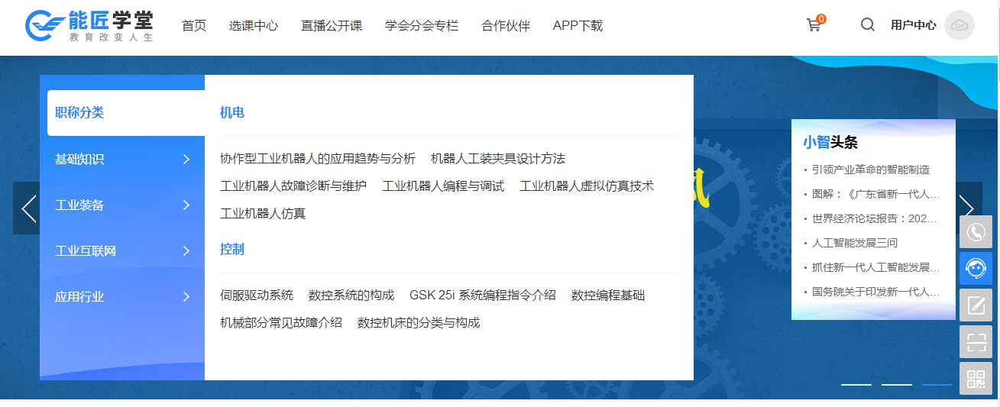 能匠学堂
教育改变人生
首页 选课中心 直播公开课 学会分会专栏 合作伙伴 APP下载
0
用户中心
职称分类
基础知识
工业装备
工业互联网
应用行业
机电
协作型工业机器人的应用趋势与分析 机器人工装夹具设计方法
工业机器人故障诊断与维护 工业机器人编程与调试 工业机器人虚拟仿真技术
工业机器人仿真
控制
伺服驱动系统 数控系统的构成 GSK 25i 系统编程指令介绍 数控编程基础
机械部分常见故障介绍 数控机床的分类与构成
小智头条
引领产业革命的智能制造
图解：《广东省新一代人...
世界经济论坛报告：202...
人工智能发展三问
抓住新一代人工智能发展...
国务院关于印发新一代人...